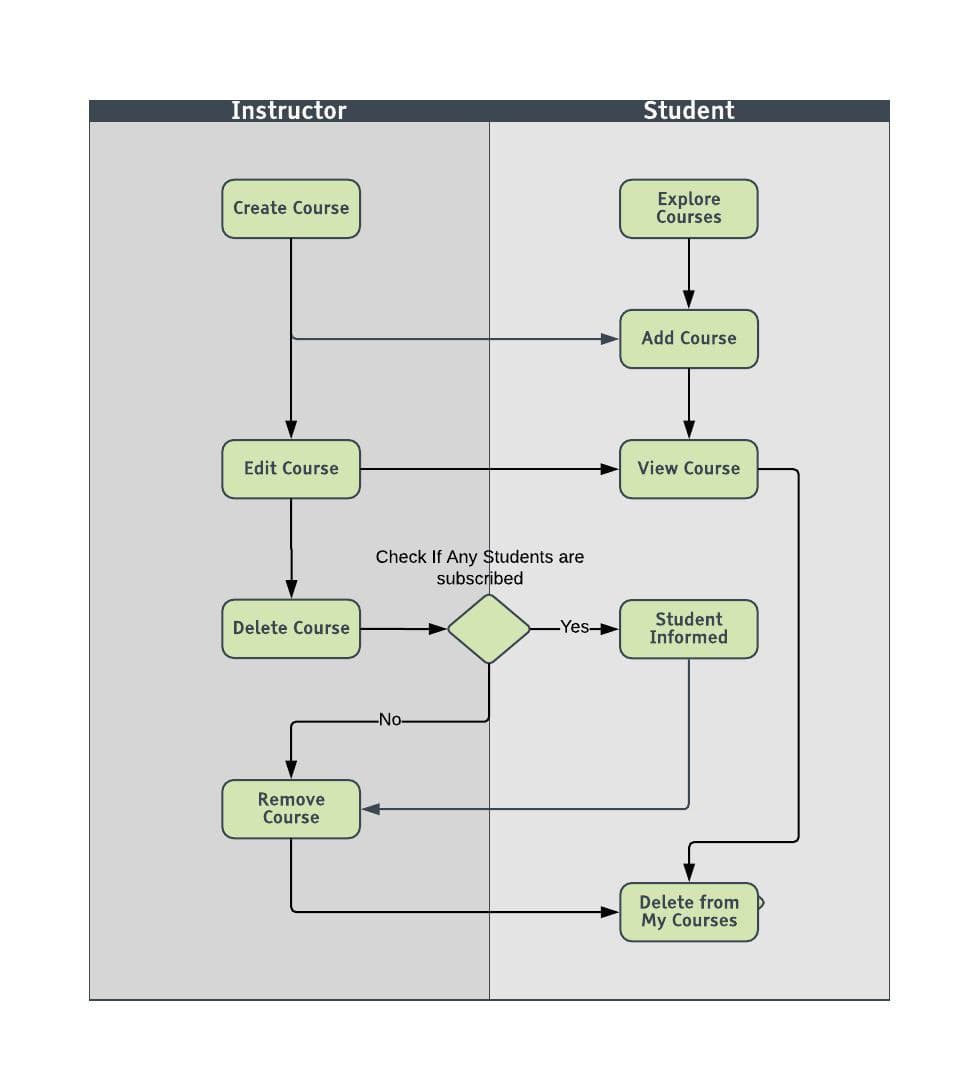 Instructor
Student
Create Course
Explore
Courses
Add Course
Edit Course
View Course
Check If Any Students are
subscribed
Delete Course
Yes
Student
Informed
No
Remove
Course
Delete from
My Courses